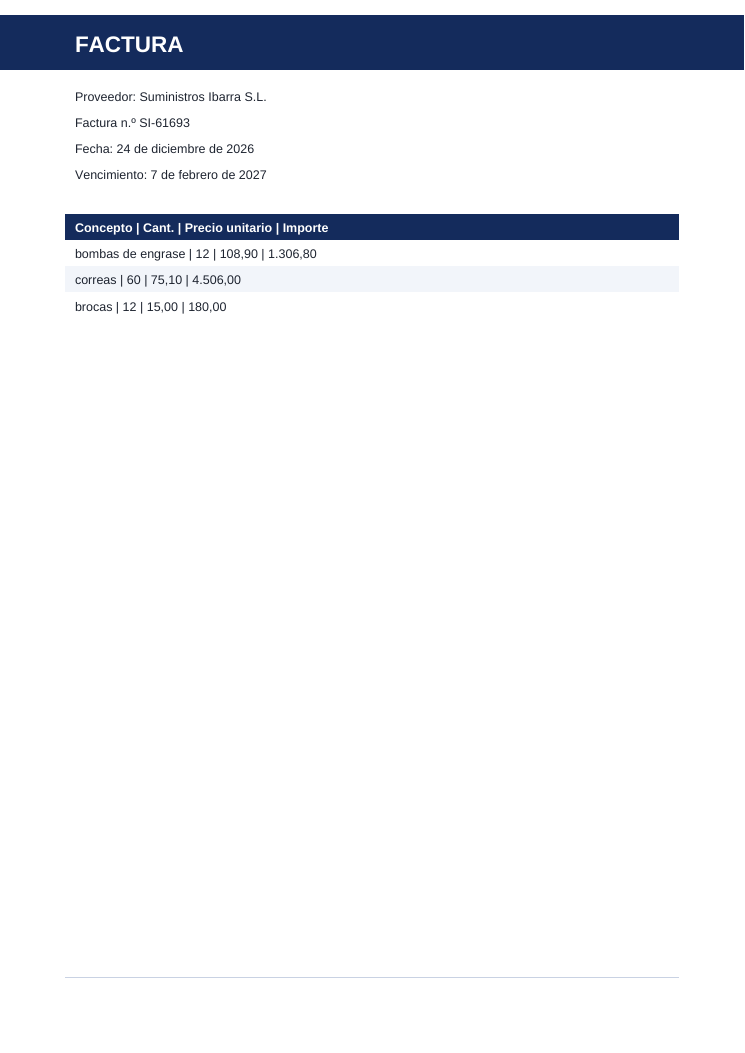 FACTURA
Proveedor: Suministros Ibarra S.L.
Factura n.º SI-61693
Fecha: 24 de diciembre de 2026
Vencimiento: 7 de febrero de 2027
Concepto | Cant. | Precio unitario | Importe
bombas de engrase | 12 | 108,90 | 1.306,80
correas | 60 | 75,10 | 4.506,00
brocas | 12 | 15,00 | 180,00